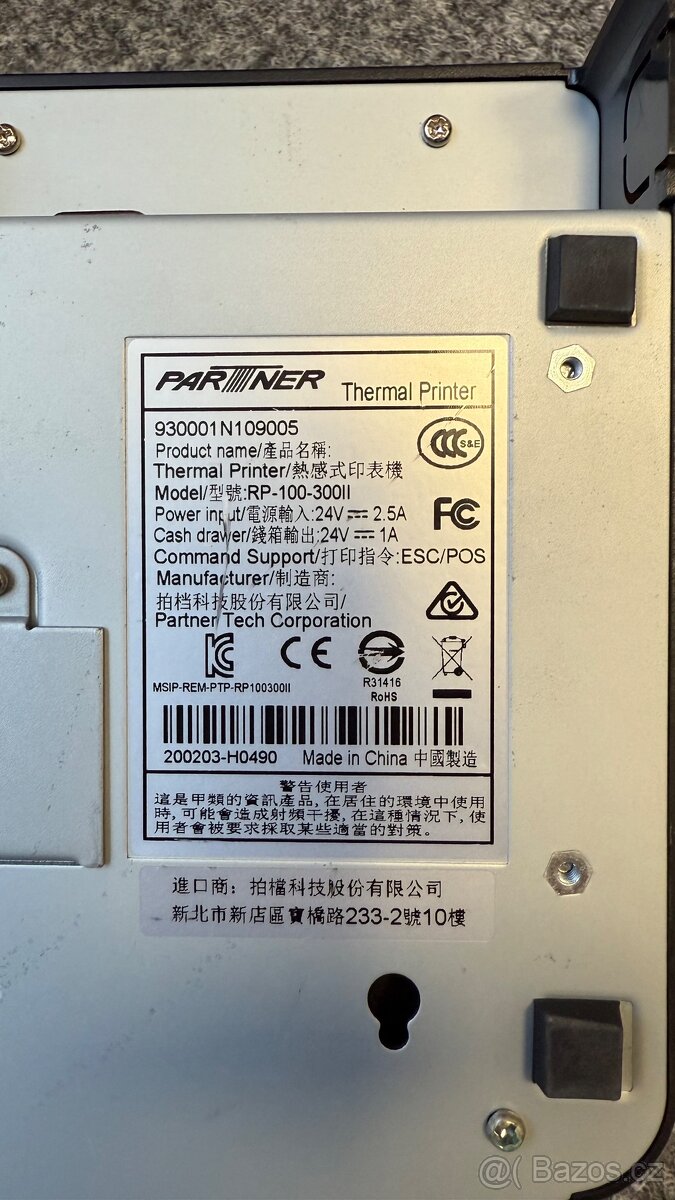 PARTNER Thermal Printer
930001N109005
Product name/產品名稱:
Thermal Printer/熱感式印表機
Model/型號:RP-100-300II
Power input/電源輸入:24V 2.5A
Cash drawer/錢箱輸出:24V 1A
Command Support/打印指令:ESC/POS
Manufacturer/制造商:
拍档科技股份有限公司/
Partner Tech Corporation
CCC S&E
FC
KC CE
MSIP-REM-PTP-RP100300II
R31416
RoHS
200203-H0490 Made in China 中國製造
警告使用者
這是甲類的資訊產品, 在居住的環境中使用
時, 可能會造成射頻干擾, 在這種情況下, 使
用者會被要求採取某些適當的對策。
進口商: 拍檔科技股份有限公司
新北市新店區寶橋路233-2號10樓
@( Bazos.cz